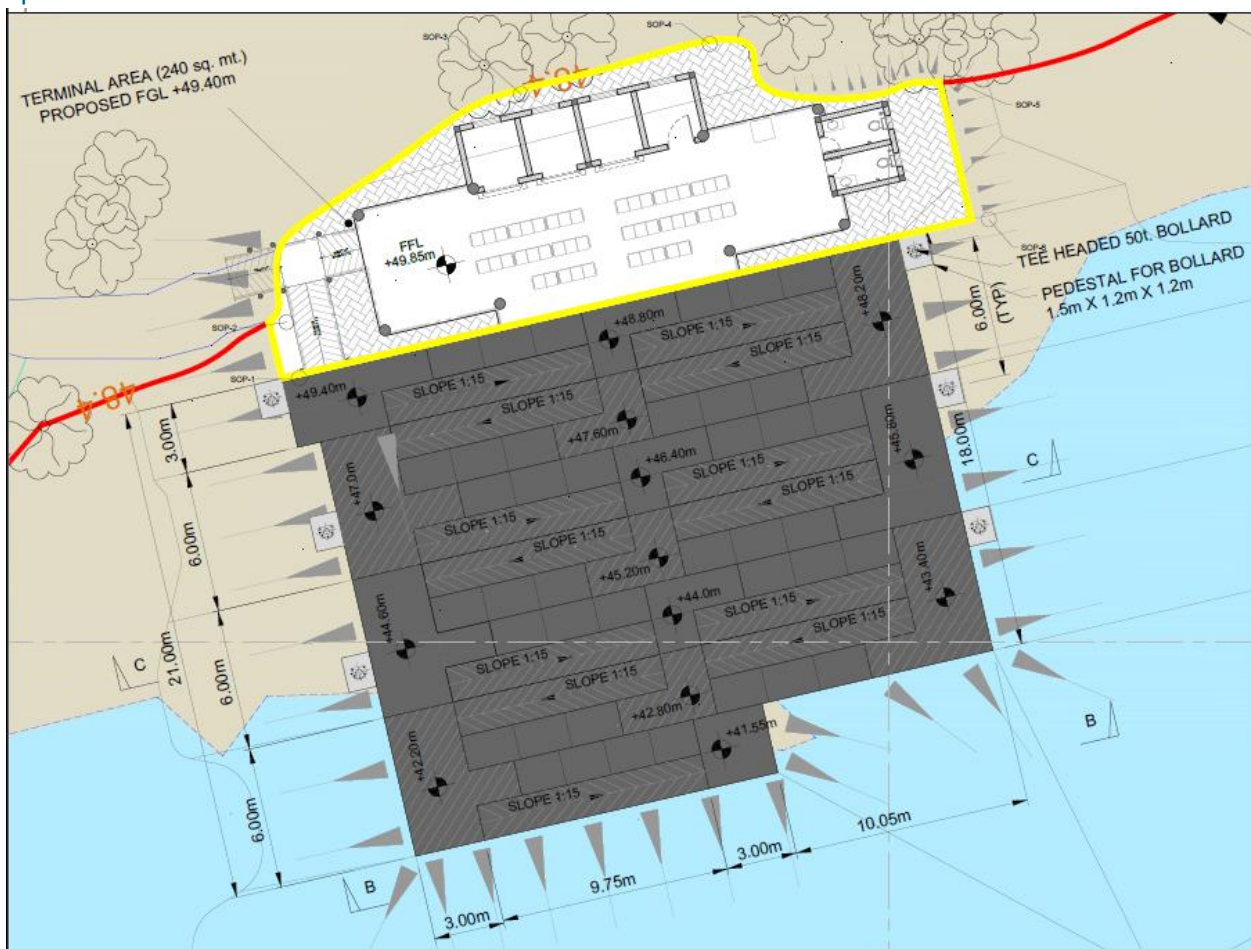 SOP-3
SOP-4
48.4
TERMINAL AREA (240 sq. mt.)
PROPOSED FGL +49.40m
SOP-5
FFL
+49.85m
SOP-6
TEE HEADED 50t. BOLLARD
PEDESTAL FOR BOLLARD
1.5m X 1.2m X 1.2m
6.00m
(TYP)
SOP-2
SOP-1
48.4
+48.20m
+48.80m
SLOPE 1:15
SLOPE 1:15
+49.40m
SLOPE 1:15
SLOPE 1:15
3.00m
+47.60m
+46.40m
+45.80m
18.00m
C
+47.0m
SLOPE 1:15
SLOPE 1:15
SLOPE 1:15
SLOPE 1:15
6.00m
+45.20m
+44.0m
+43.40m
+44.60m
SLOPE 1:15
SLOPE 1:15
C
21.00m
6.00m
SLOPE 1:15
SLOPE 1:15
+42.80m
+41.55m
B
+42.20m
6.00m
SLOPE 1:15
10.05m
3.00m
9.75m
B
3.00m